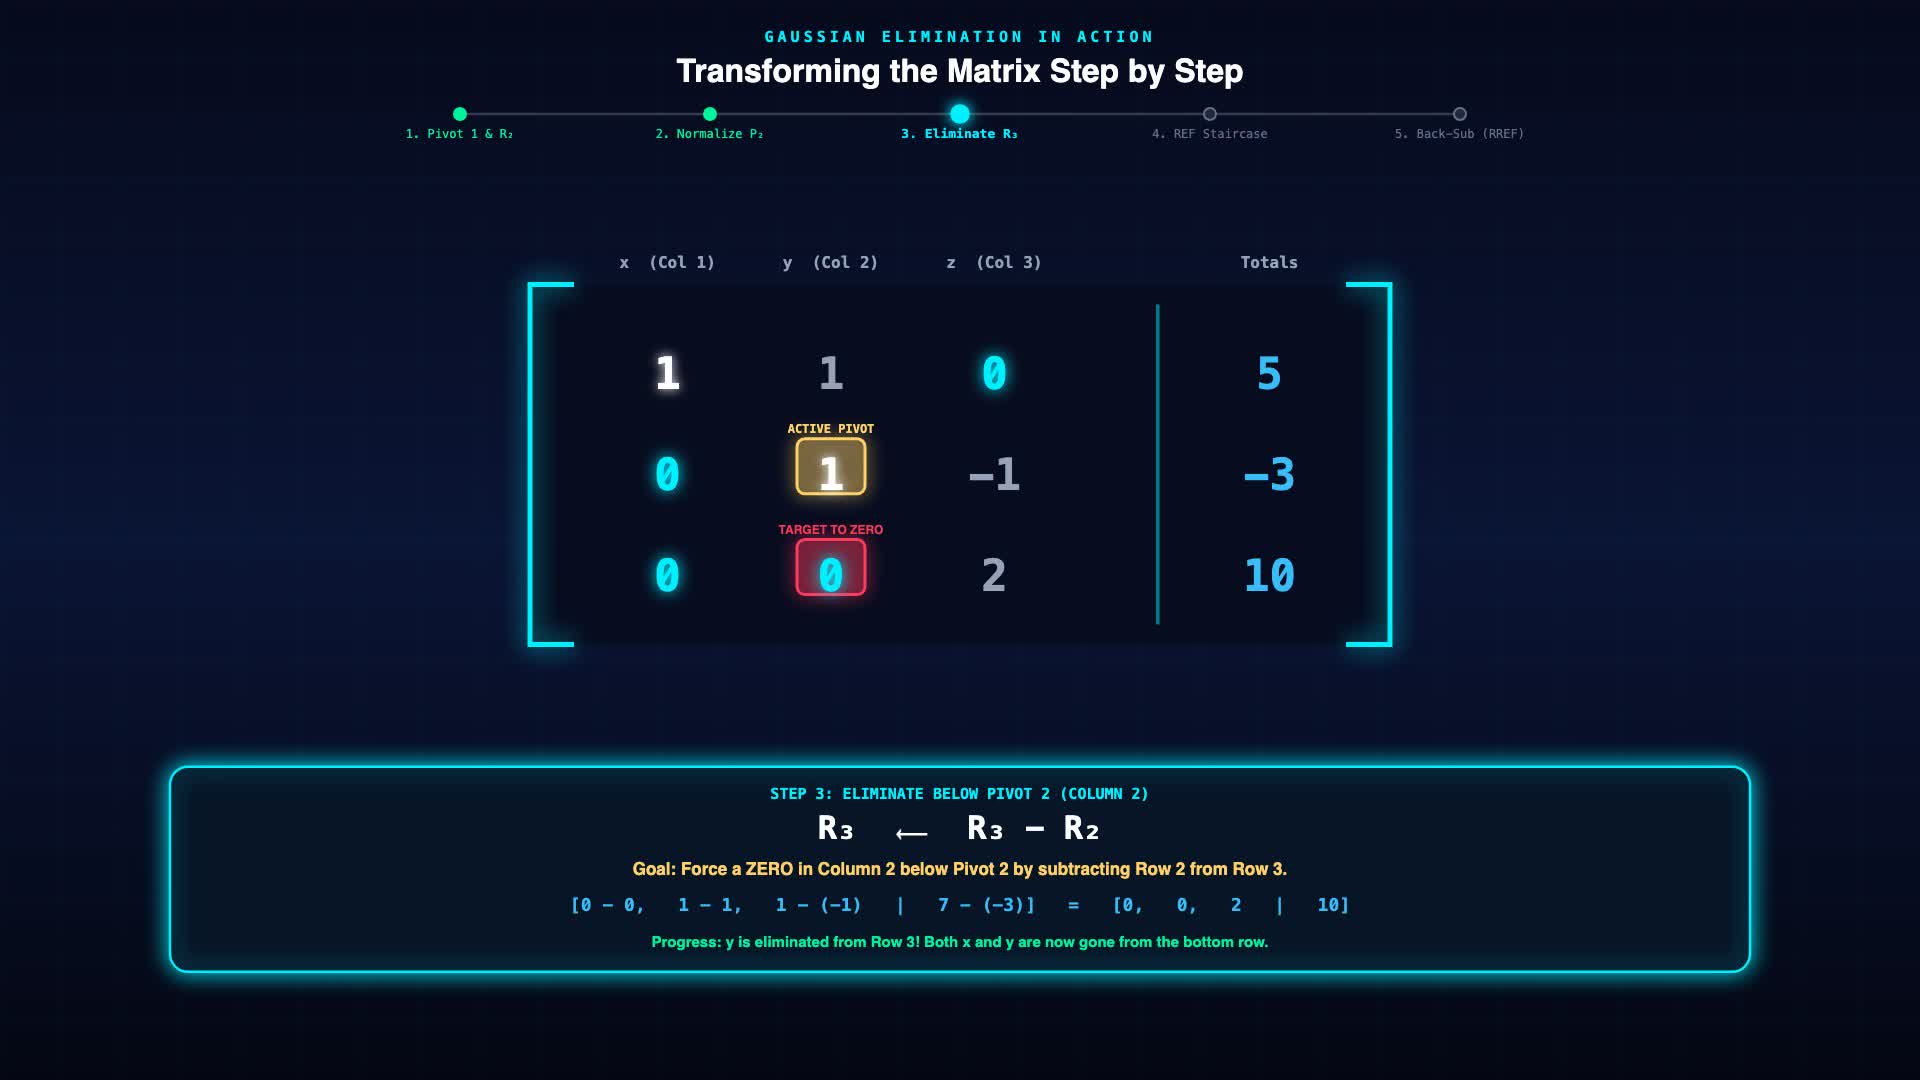 GAUSSIAN ELIMINATION IN ACTION
Transforming the Matrix Step by Step
1. Pivot 1 & R₂ 2. Normalize P₂ 3. Eliminate R₃ 4. REF Staircase 5. Back−Sub (RREF)
x (Col 1) y (Col 2) z (Col 3) Totals
1 1 0 5
ACTIVE PIVOT
0 1 −1 −3
TARGET TO ZERO
0 0 2 10
STEP 3: ELIMINATE BELOW PIVOT 2 (COLUMN 2)
R₃ ⟵ R₃ − R₂
Goal: Force a ZERO in Column 2 below Pivot 2 by subtracting Row 2 from Row 3.
[0 − 0, 1 − 1, 1 − (−1) | 7 − (−3)] = [0, 0, 2 | 10]
Progress: y is eliminated from Row 3! Both x and y are now gone from the bottom row.